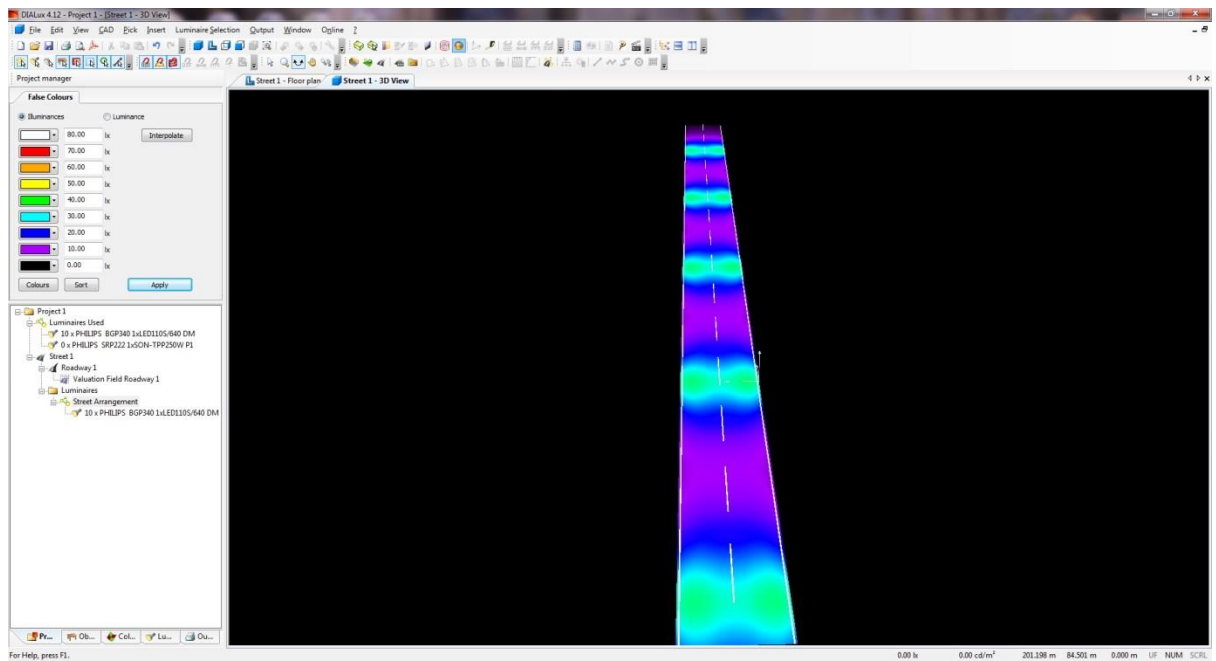 DIALux 4.12 - Project 1 - [Street 1 - 3D View]
File Edit View CAD Pick Insert Luminaire Selection Output Window Online ?
Project manager
Street 1 - Floor plan Street 1 - 3D View
False Colours
Illuminances Luminance
80.00 lx Interpolate
70.00 lx
60.00 lx
50.00 lx
40.00 lx
30.00 lx
20.00 lx
10.00 lx
0.00 lx
Colours Sort Apply
Project 1
Luminaires Used
10 x PHILIPS BGP340 1xLED110S/640 DM
0 x PHILIPS SRP222 1xSON-TPP250W P1
Street 1
Roadway 1
Valuation Field Roadway 1
Luminaires
Street Arrangement
10 x PHILIPS BGP340 1xLED110S/640 DM
Pr... Ob... Col... Lu... Ou...
For Help, press F1.
0.00 lx 0.00 cd/m² 201.198 m 84.501 m 0.000 m UF NUM SCRL